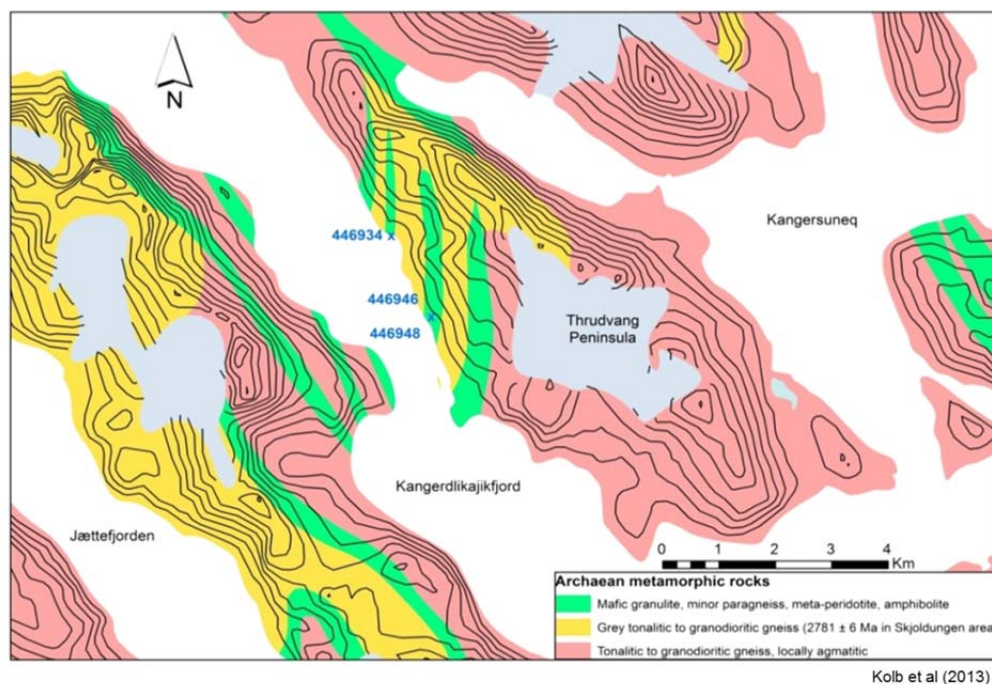 N
Kangersuneq
446934 x
446946
x
446948
Thrudvang
Peninsula
Kangerdlikajikfjord
Jættefjorden
0 1 2 3 4
Km
Archaean metamorphic rocks
Mafic granulite, minor paragneiss, meta-peridotite, amphibolite
Grey tonalitic to granodioritic gneiss (2781 ± 6 Ma in Skjoldungen area
Tonalitic to granodioritic gneiss, locally agmatitic
Kolb et al (2013)